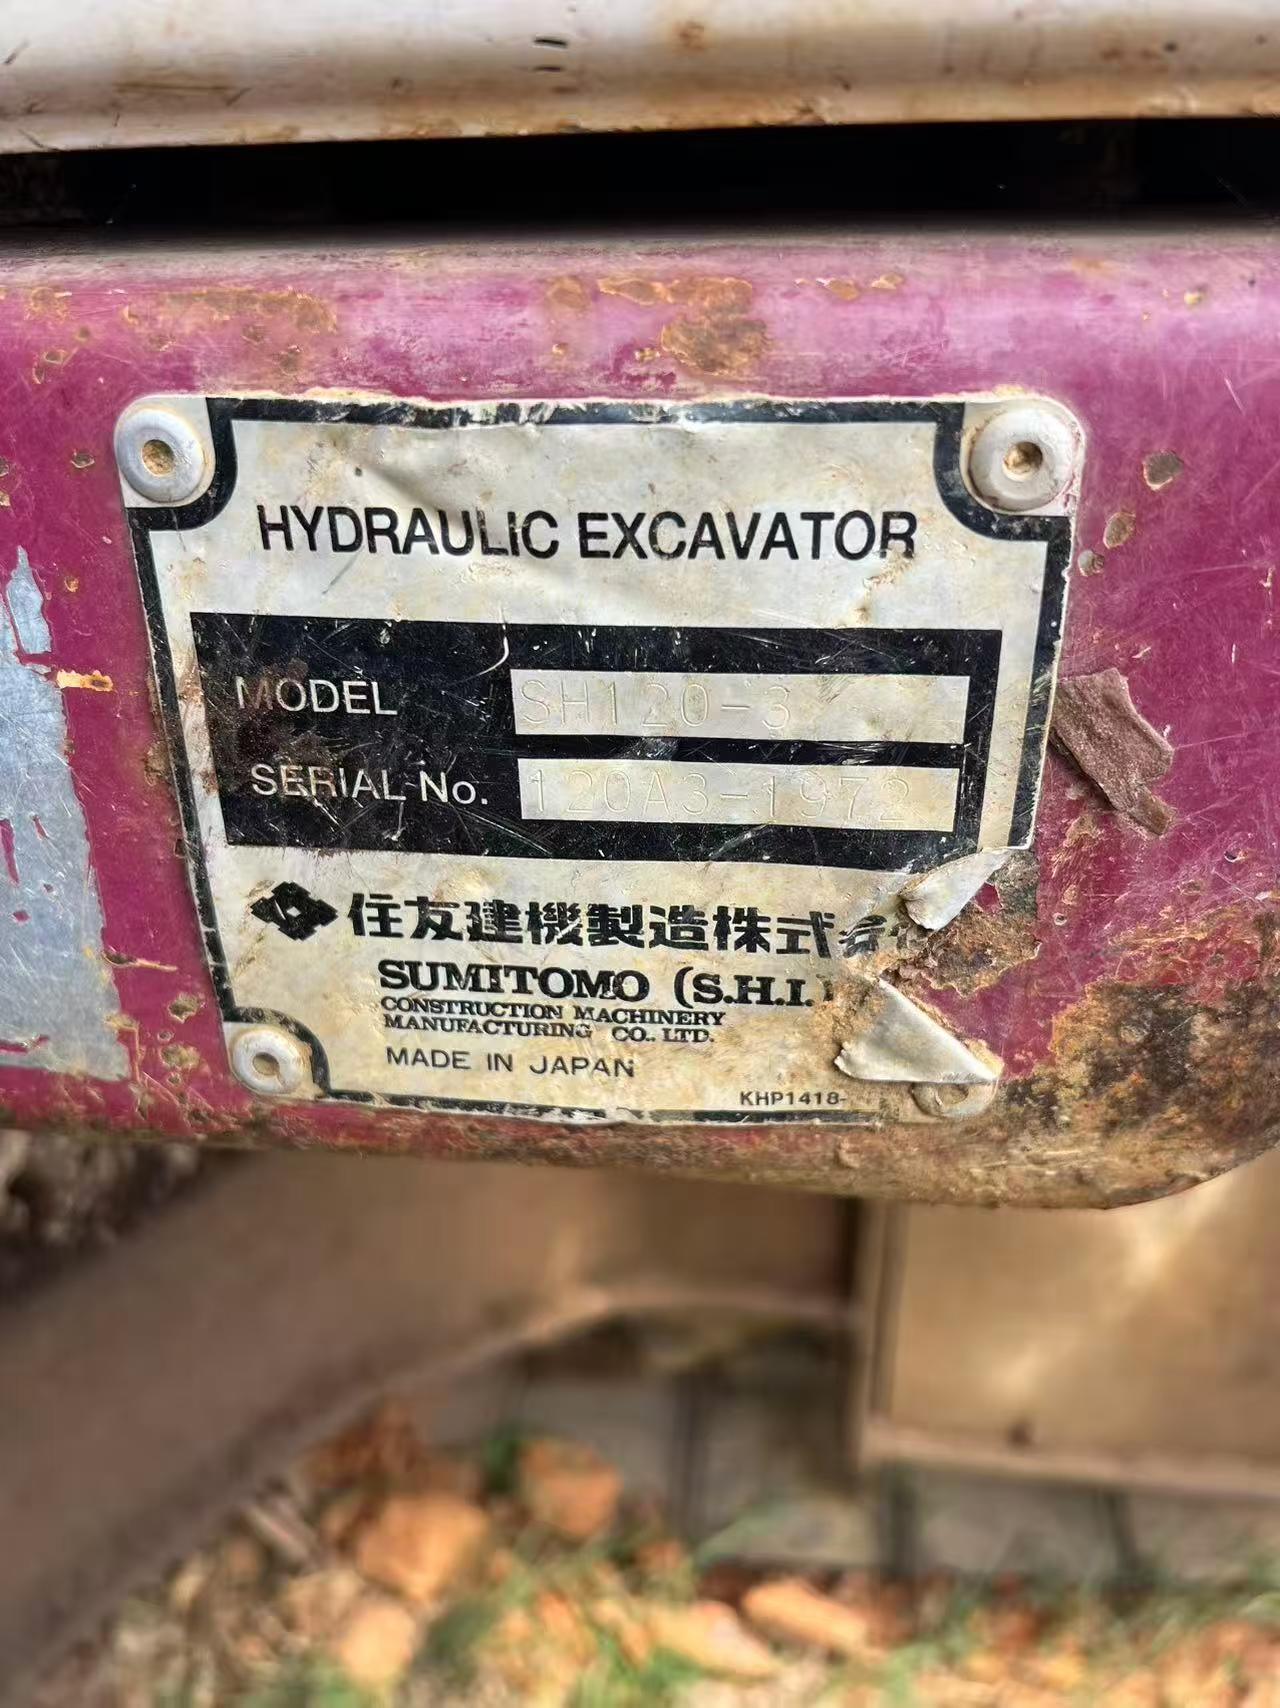 HYDRAULIC EXCAVATOR
MODEL SH120-3
SERIAL No. 120A3-1972
住友建機製造株式会社
SUMITOMO (S.H.I.)
CONSTRUCTION MACHINERY
MANUFACTURING CO., LTD.
MADE IN JAPAN
KHP1418-